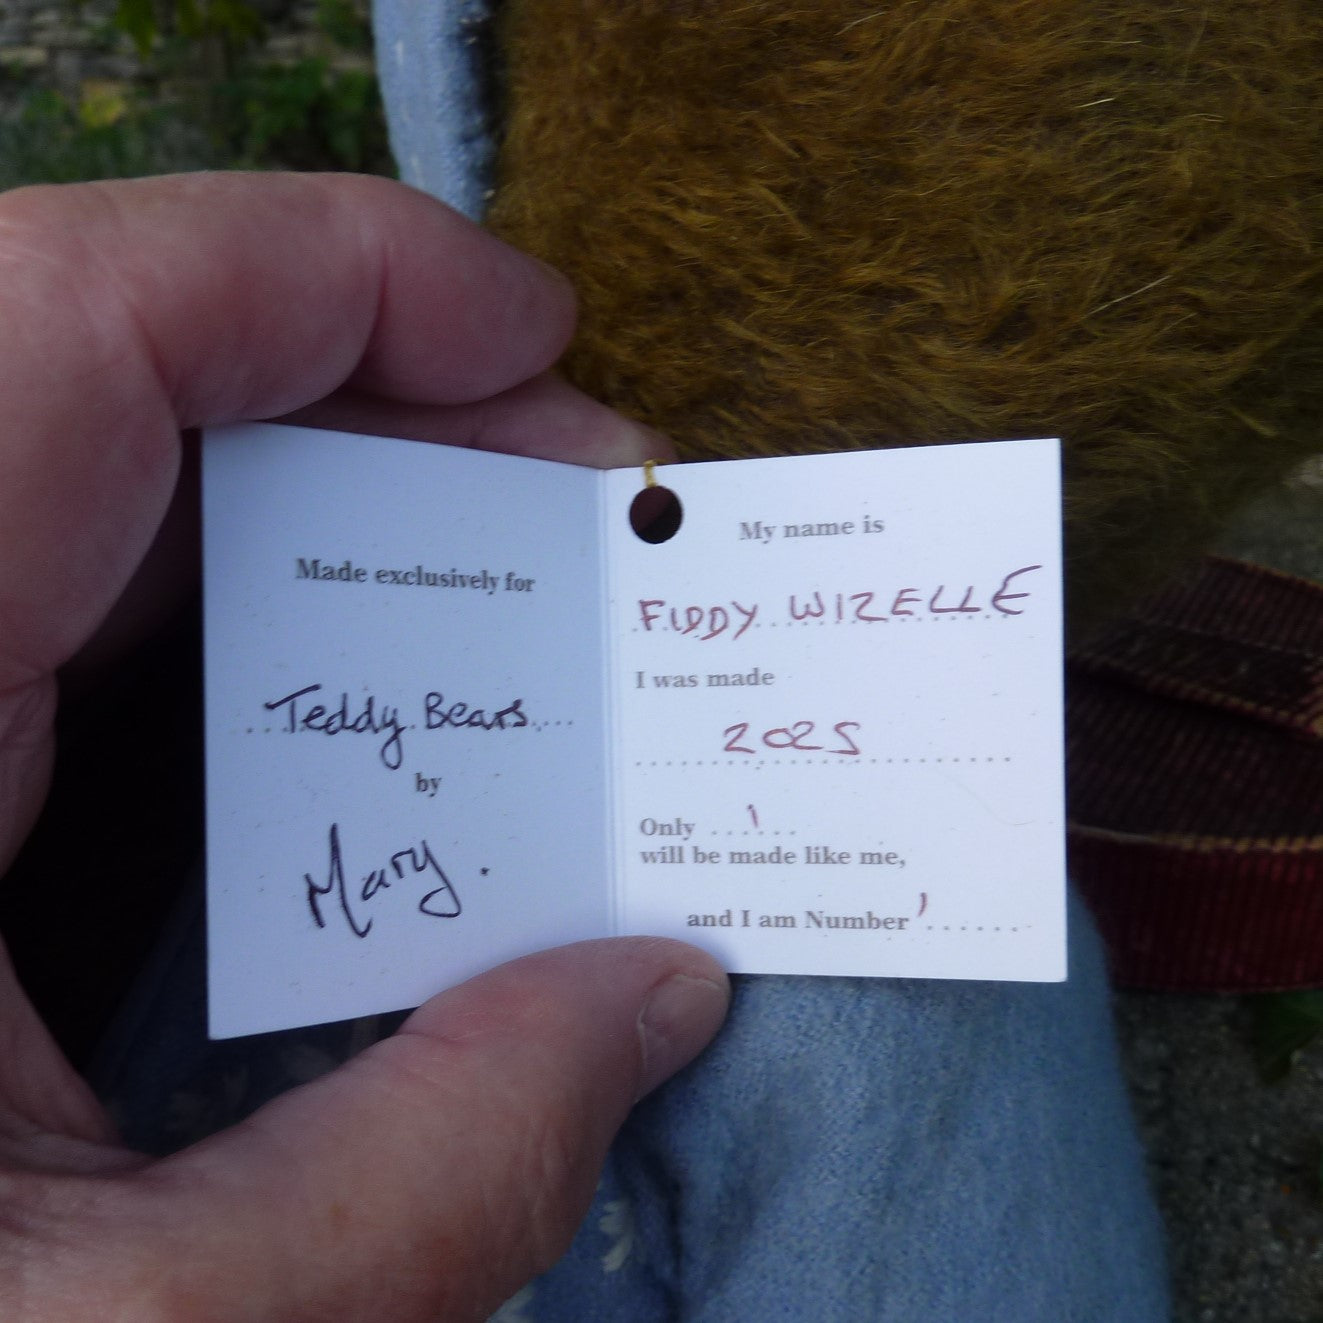 Made exclusively for
Teddy Bears
by
Mary.
My name is
FIDDY WIZELLE
I was made
2025
Only 1
will be made like me,
and I am Number 1